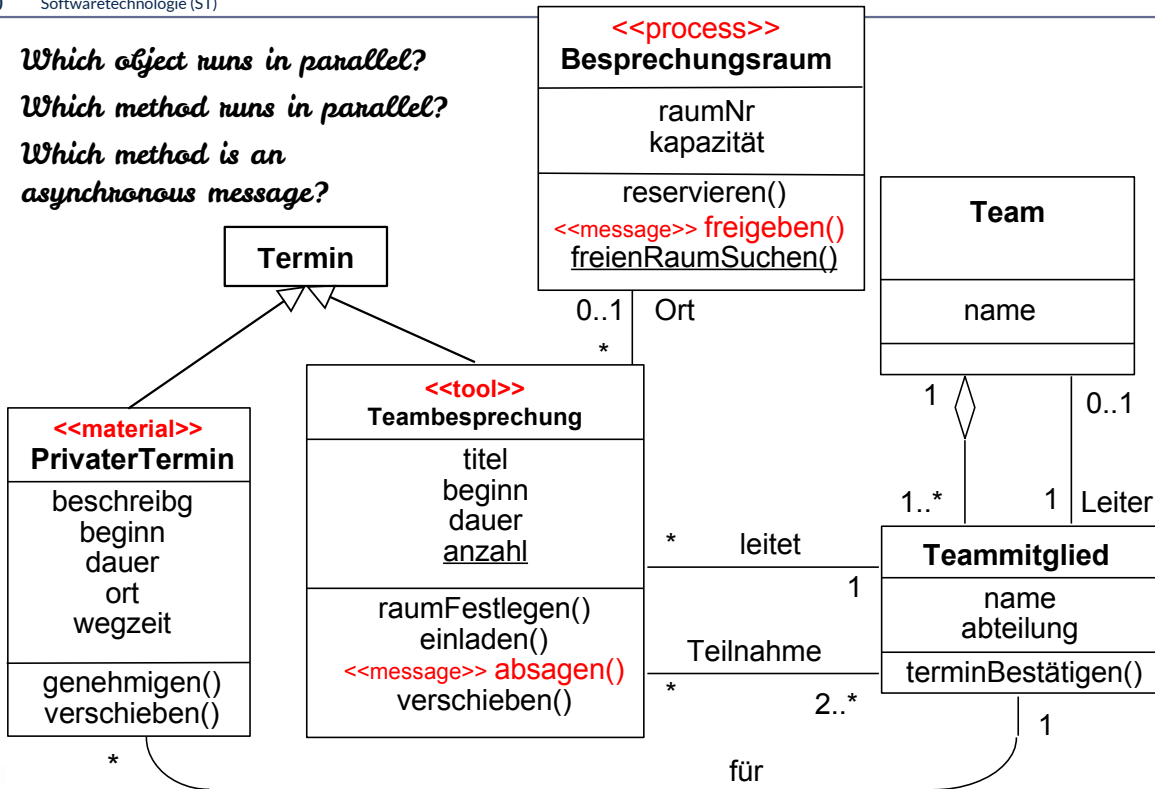 Softwaretechnologie (ST)
Which object runs in parallel?
Which method runs in parallel?
Which method is an
asynchronous message?
<<process>>
Besprechungsraum
raumNr
kapazität
reservieren()
<<message>> freigeben()
freienRaumSuchen()
Team
name
Termin
0..1
Ort
*
<<tool>>
Teambesprechung
titel
beginn
dauer
anzahl
raumFestlegen()
einladen()
<<message>> absagen()
verschieben()
<<material>>
PrivaterTermin
beschreibg
beginn
dauer
ort
wegzeit
genehmigen()
verschieben()
1
0..1
1..*
1
Leiter
*
leitet
1
Teilnahme
*
2..*
Teammitglied
name
abteilung
terminBestätigen()
1
*
für